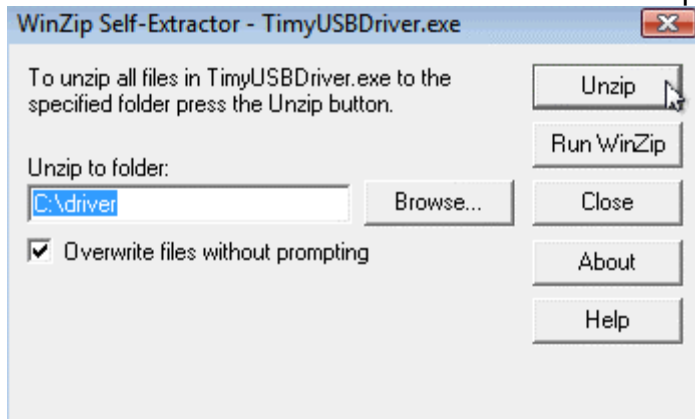 WinZip Self-Extractor - TimyUSBDriver.exe
To unzip all files in TimyUSBDriver.exe to the
specified folder press the Unzip button.
Unzip to folder:
C:\driver
Browse...
Overwrite files without prompting
Unzip
Run WinZip
Close
About
Help